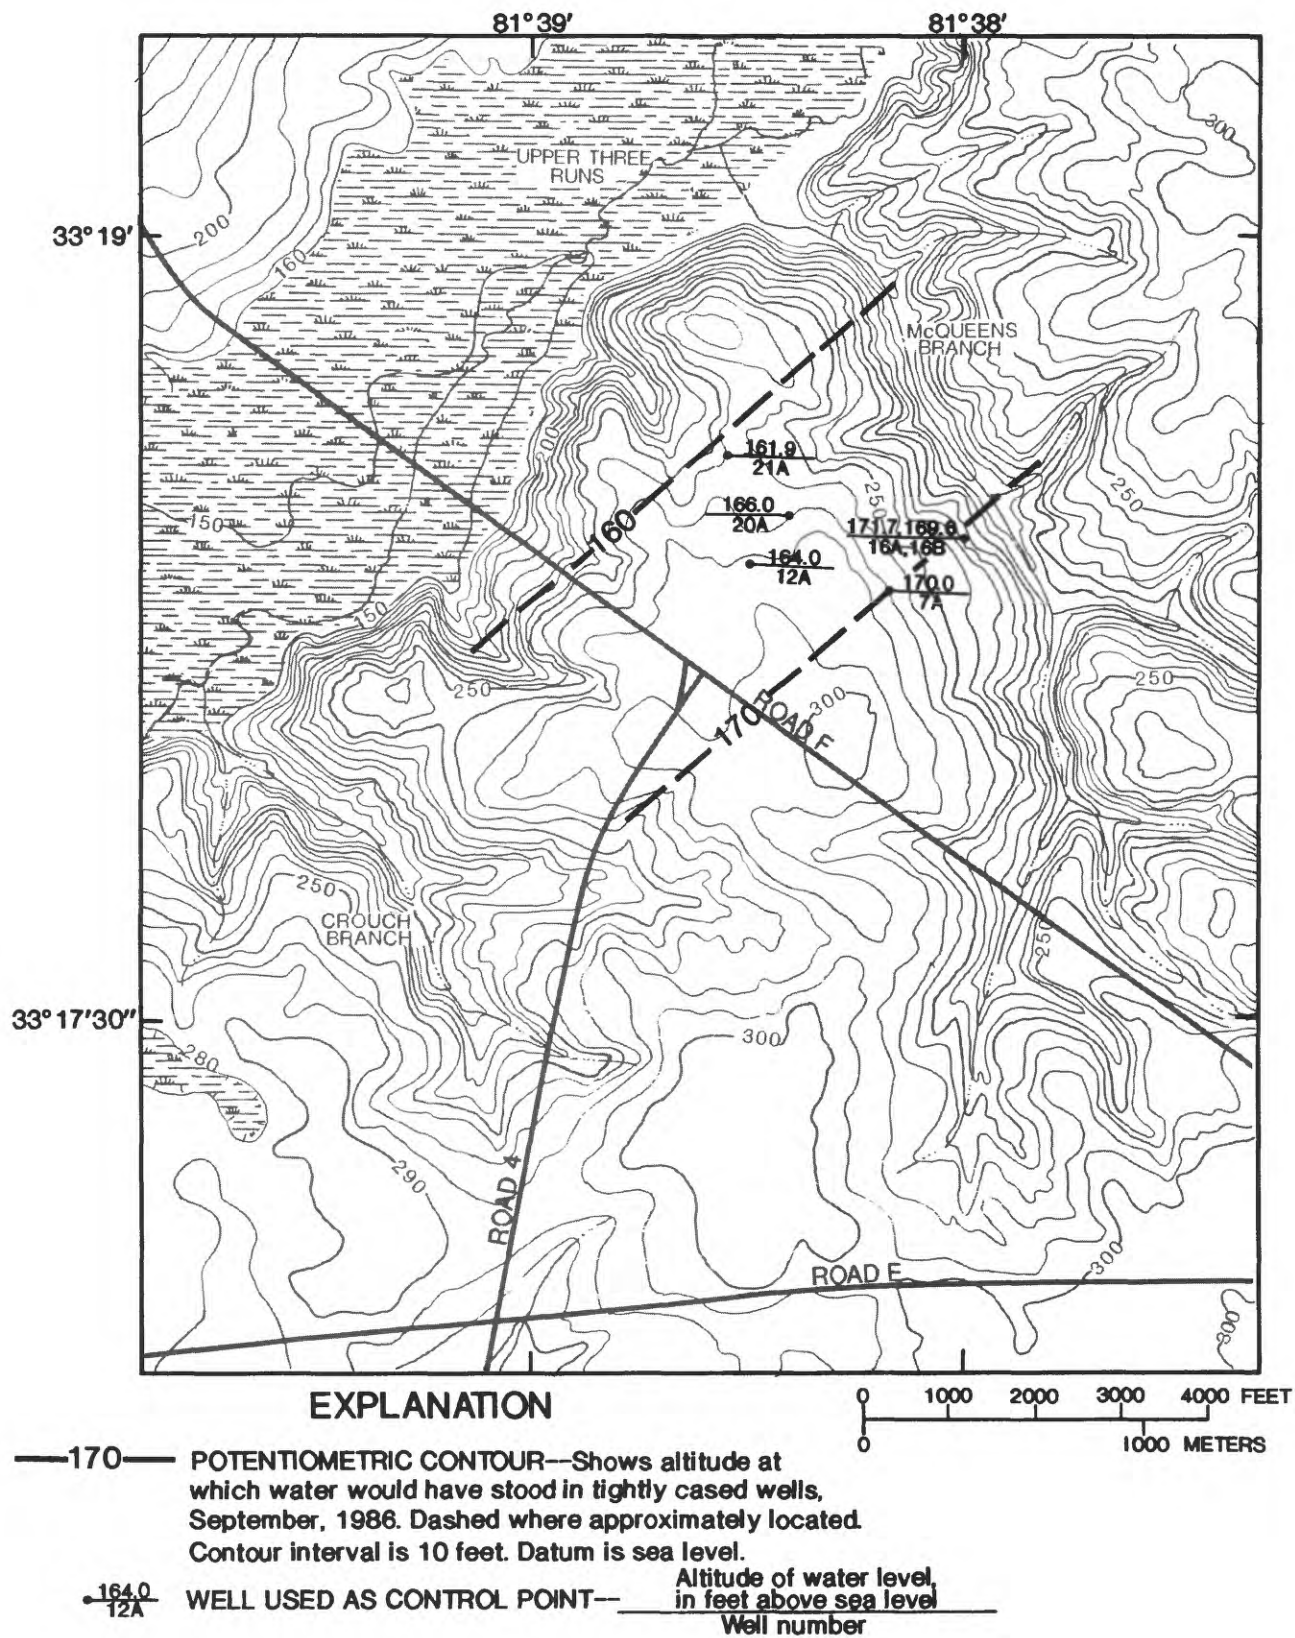 81°39′
81°38′
300
UPPER THREE
RUNS
200
33°19′
160
McQUEENS
BRANCH
200
161.9
21A
250
250
166.0
20A
171.7, 169.6
16A, 16B
150
160
164.0
12A
170.0
7A
150
250
250
300
ROAD F
170
250
CROUCH
BRANCH
250
33°17′30″
300
280
290
ROAD 4
300
ROAD E
300
EXPLANATION
0 1000 2000 3000 4000 FEET
0 1000 METERS
170 POTENTIOMETRIC CONTOUR--Shows altitude at
which water would have stood in tightly cased wells,
September, 1986. Dashed where approximately located.
Contour interval is 10 feet. Datum is sea level.
164.0
12A
WELL USED AS CONTROL POINT--
Altitude of water level,
in feet above sea level
Well number